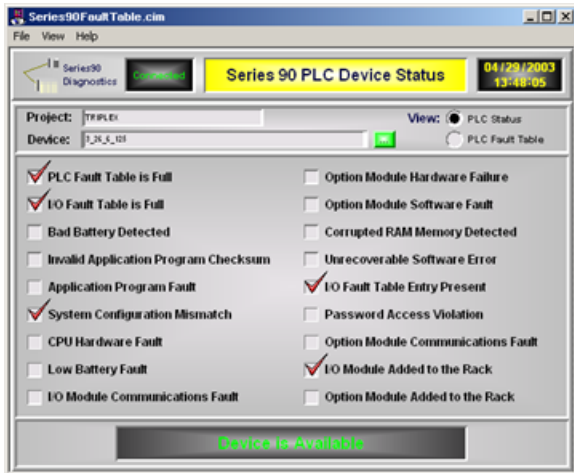 Series90FaultTable.cim
File View Help
Series90
Diagnostics
Connected
Series 90 PLC Device Status
04/29/2003
13:48:05
Project: TRIPLEX
View: PLC Status
Device: 3_26_6_125
PLC Fault Table
PLC Fault Table is Full
Option Module Hardware Failure
I/O Fault Table is Full
Option Module Software Fault
Bad Battery Detected
Corrupted RAM Memory Detected
Invalid Application Program Checksum
Unrecoverable Software Error
Application Program Fault
I/O Fault Table Entry Present
System Configuration Mismatch
Password Access Violation
CPU Hardware Fault
Option Module Communications Fault
Low Battery Fault
I/O Module Added to the Rack
I/O Module Communications Fault
Option Module Added to the Rack
Device is Available